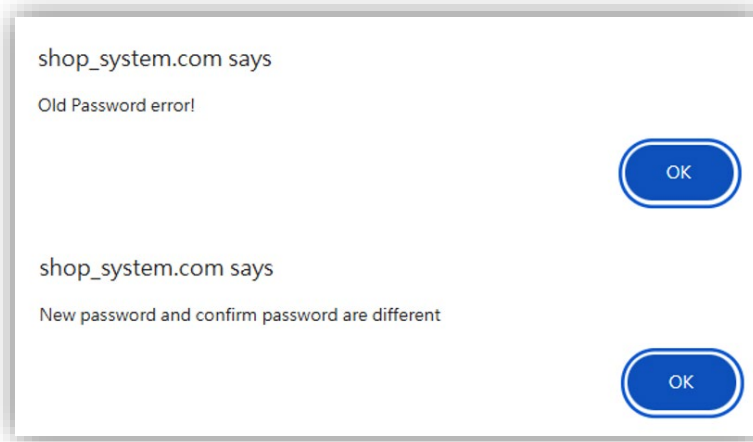 shop_system.com says
Old Password error!
OK
shop_system.com says
New password and confirm password are different
OK